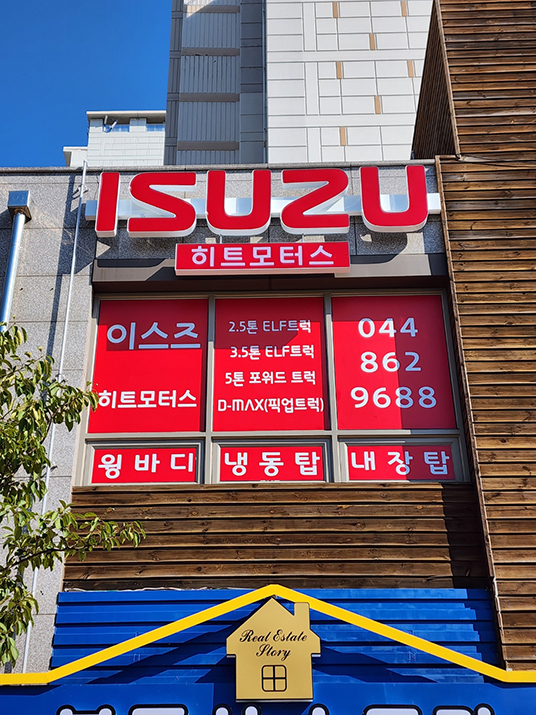 ISUZU
히트모터스
이스즈
히트모터스
2.5톤 ELF트럭
3.5톤 ELF트럭
5톤 포워드 트럭
D-MAX(픽업트럭)
044
862
9688
윙바디
냉동탑
내장탑
Real Estate
Story